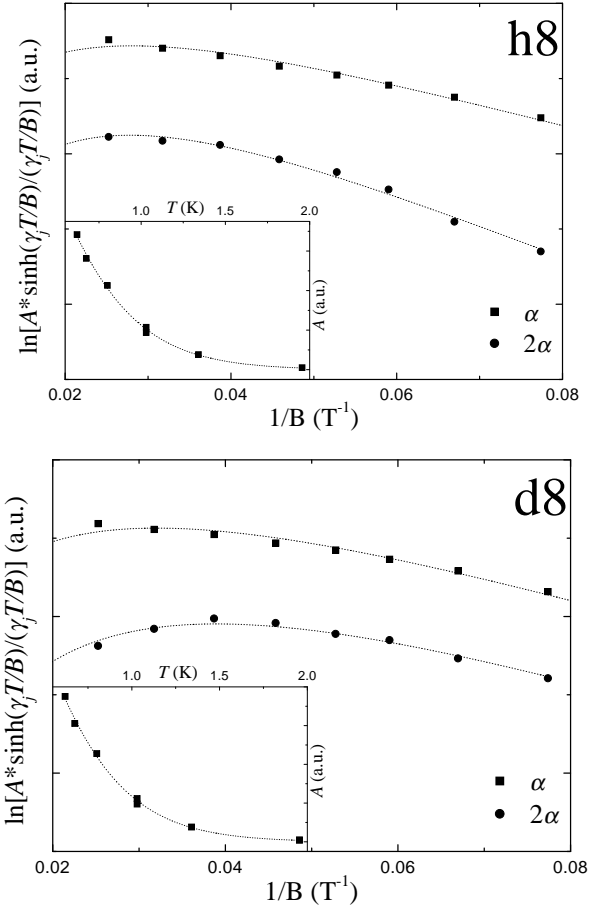 h8
ln[A*sinh(γjT/B)/(γjT/B)] (a.u.)
1.0 T (K) 1.5 2.0
A (a.u.)
α
2α
0.02 0.04 0.06 0.08
1/B (T-1)
d8
ln[A*sinh(γjT/B)/(γjT/B)] (a.u.)
1.0 T (K) 1.5 2.0
A (a.u.)
α
2α
0.02 0.04 0.06 0.08
1/B (T-1)